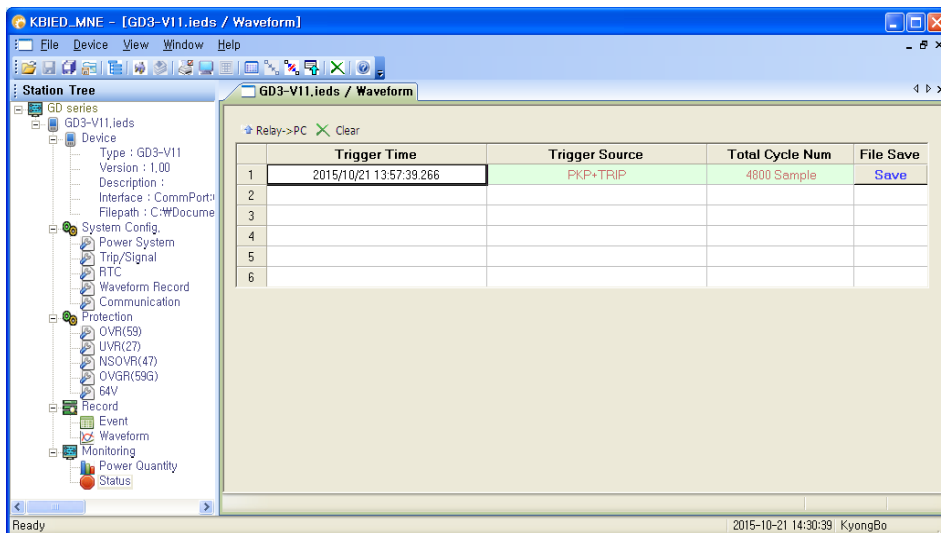 KBIED_MNE - [GD3-V11.ieds / Waveform]
File Device View Window Help
Station Tree
GD series
GD3-V11.ieds
Device
Type : GD3-V11
Version : 1.00
Description :
Interface : CommPort:
Filepath : C:₩Docume
System Config.
Power System
Trip/Signal
RTC
Waveform Record
Communication
Protection
OVR(59)
UVR(27)
NSOVR(47)
OVGR(59G)
64V
Record
Event
Waveform
Monitoring
Power Quantity
Status
GD3-V11.ieds / Waveform
Relay->PC Clear
Trigger Time Trigger Source Total Cycle Num File Save
1 2015/10/21 13:57:39.266 PKP+TRIP 4800 Sample Save
2
3
4
5
6
Ready 2015-10-21 14:30:39 KyongBo